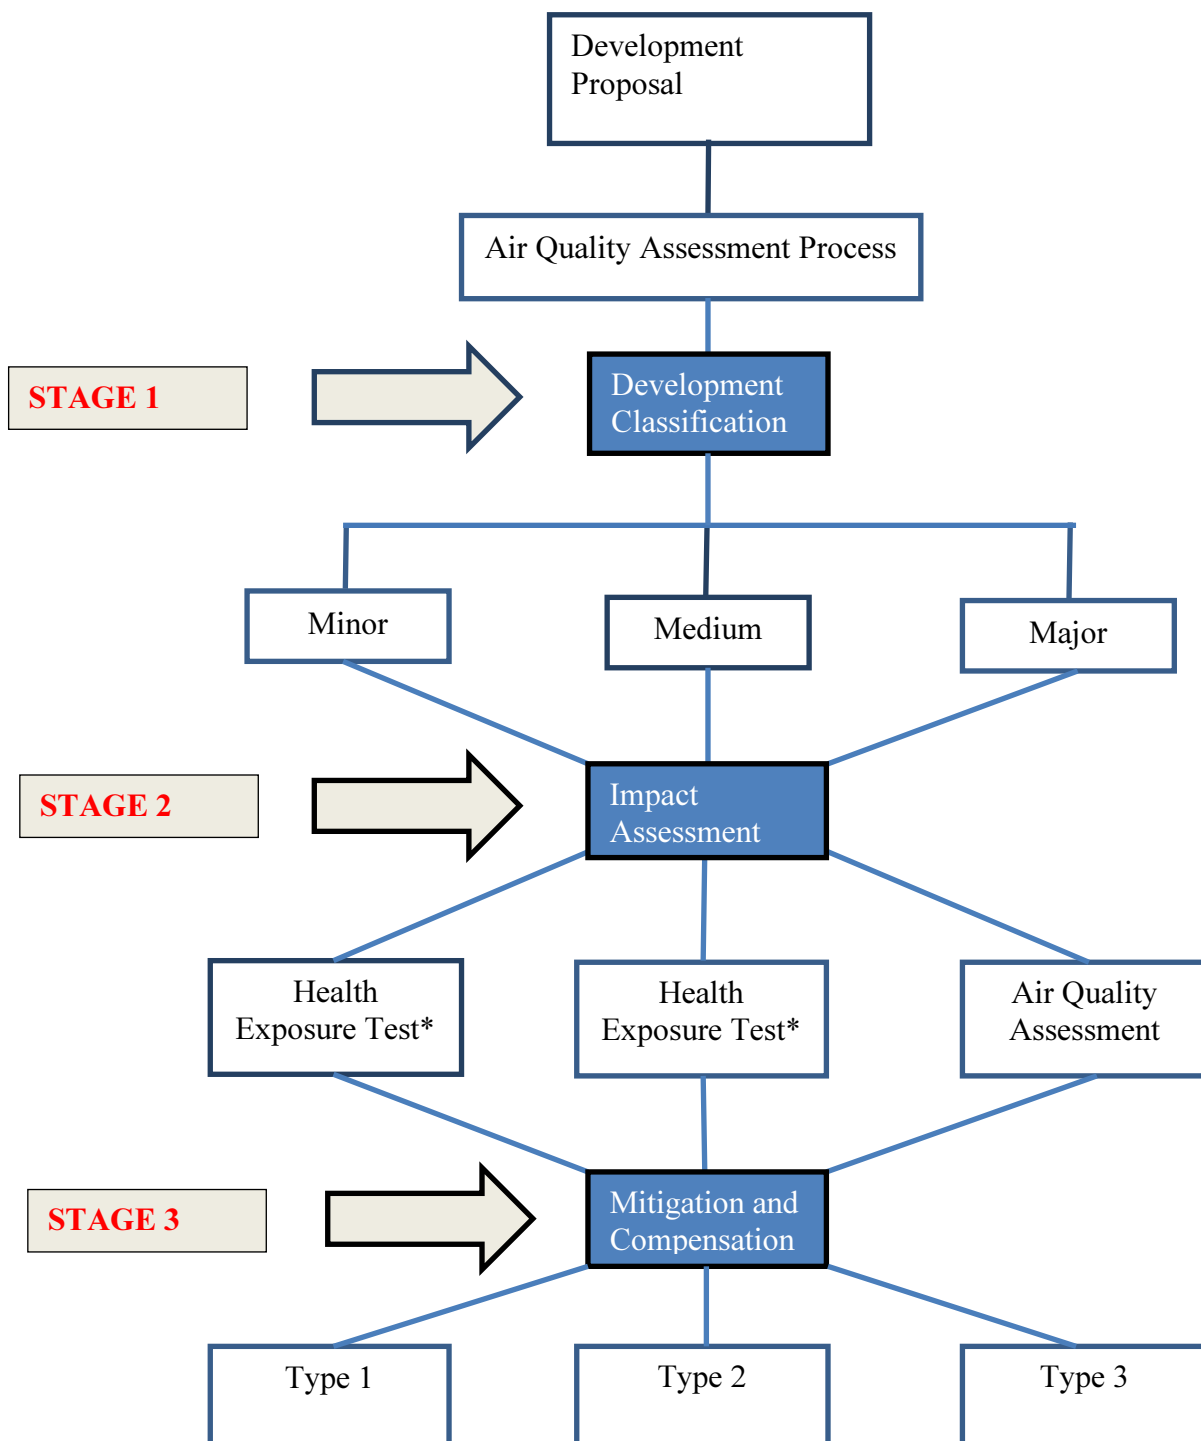 Development
Proposal
Air Quality Assessment Process
STAGE 1
Development
Classification
Minor
Medium
Major
STAGE 2
Impact
Assessment
Health
Exposure Test*
Health
Exposure Test*
Air Quality
Assessment
STAGE 3
Mitigation and
Compensation
Type 1
Type 2
Type 3